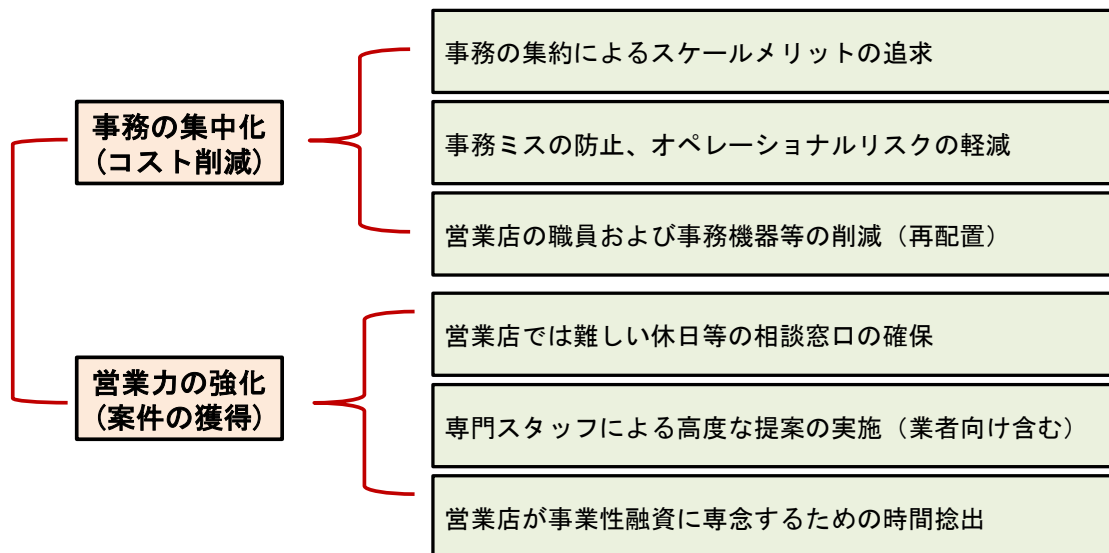 事務の集中化
(コスト削減)
事務の集約によるスケールメリットの追求
事務ミスの防止、オペレーショナルリスクの軽減
営業店の職員および事務機器等の削減（再配置）
営業力の強化
(案件の獲得)
営業店では難しい休日等の相談窓口の確保
専門スタッフによる高度な提案の実施（業者向け含む）
営業店が事業性融資に専念するための時間捻出